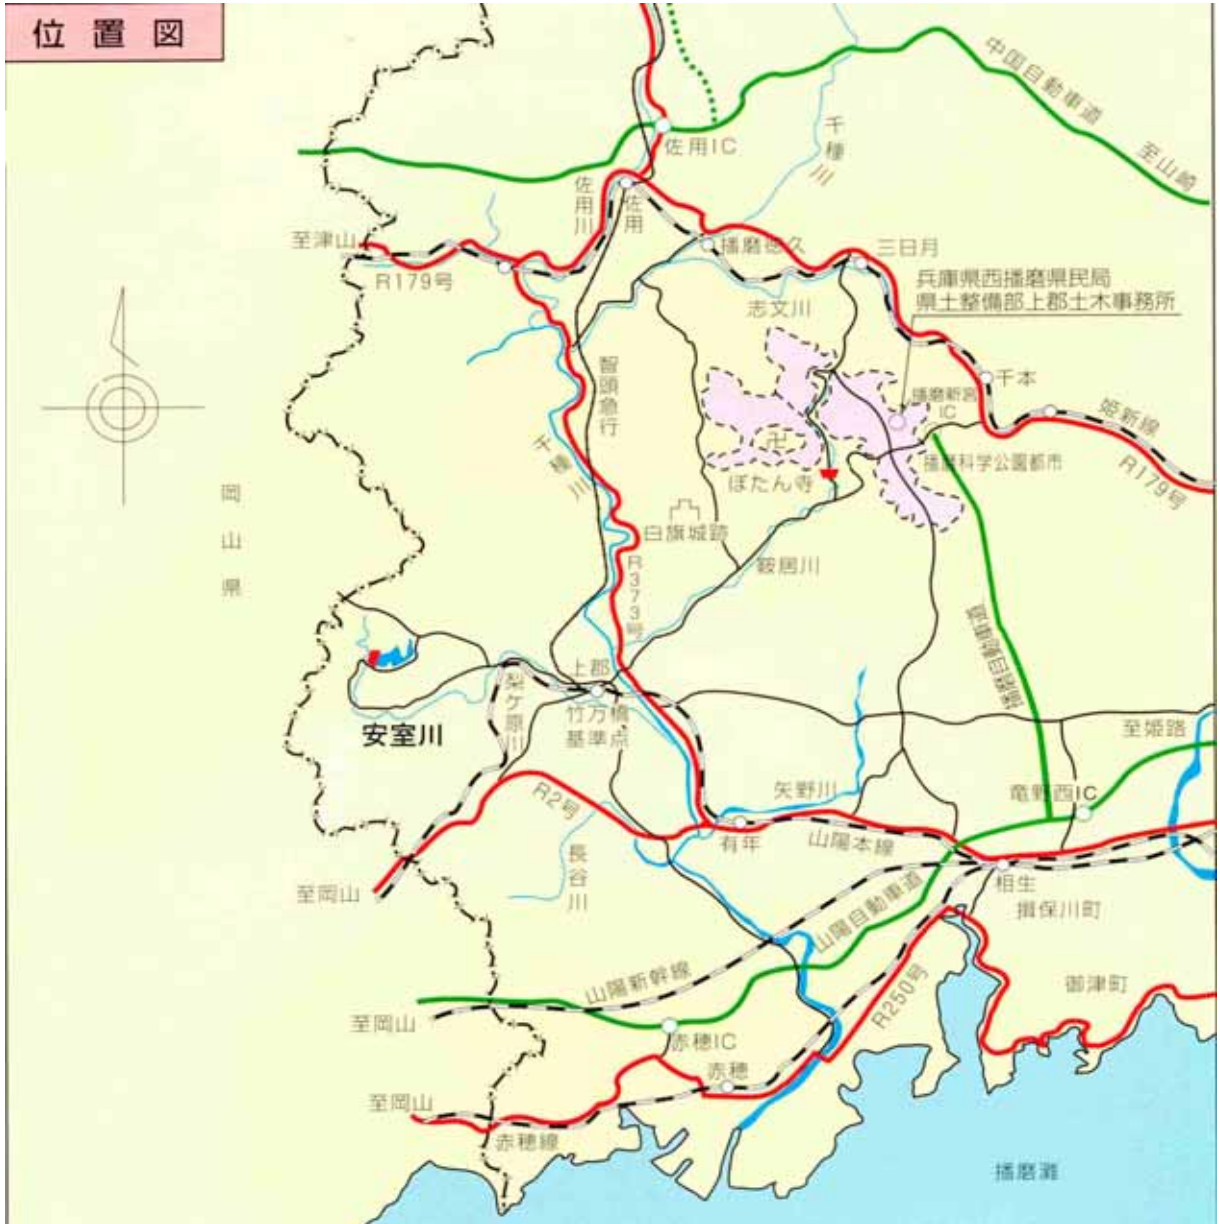 位置図
中国自動車道
至山崎
千種川
佐用IC
佐用川
佐用
至津山
R179号
播磨徳久
三日月
兵庫県西播磨県民局
県土整備部上郡土木事務所
志文川
智頭急行
千本
播磨新宮
IC
姫新線
R179号
播磨科学公園都市
卍
ぼたん寺
千種川
岡山県
白旗城跡
鞍居川
R373号
播磨自動車道
上郡
梨ケ原川
竹万橋
基準点
安室川
至姫路
矢野川
竜野西IC
R2号
有年
山陽本線
長谷川
至岡山
相生
揖保川町
山陽自動車道
山陽新幹線
R250号
御津町
至岡山
赤穂IC
赤穂
至岡山
赤穂線
播磨灘